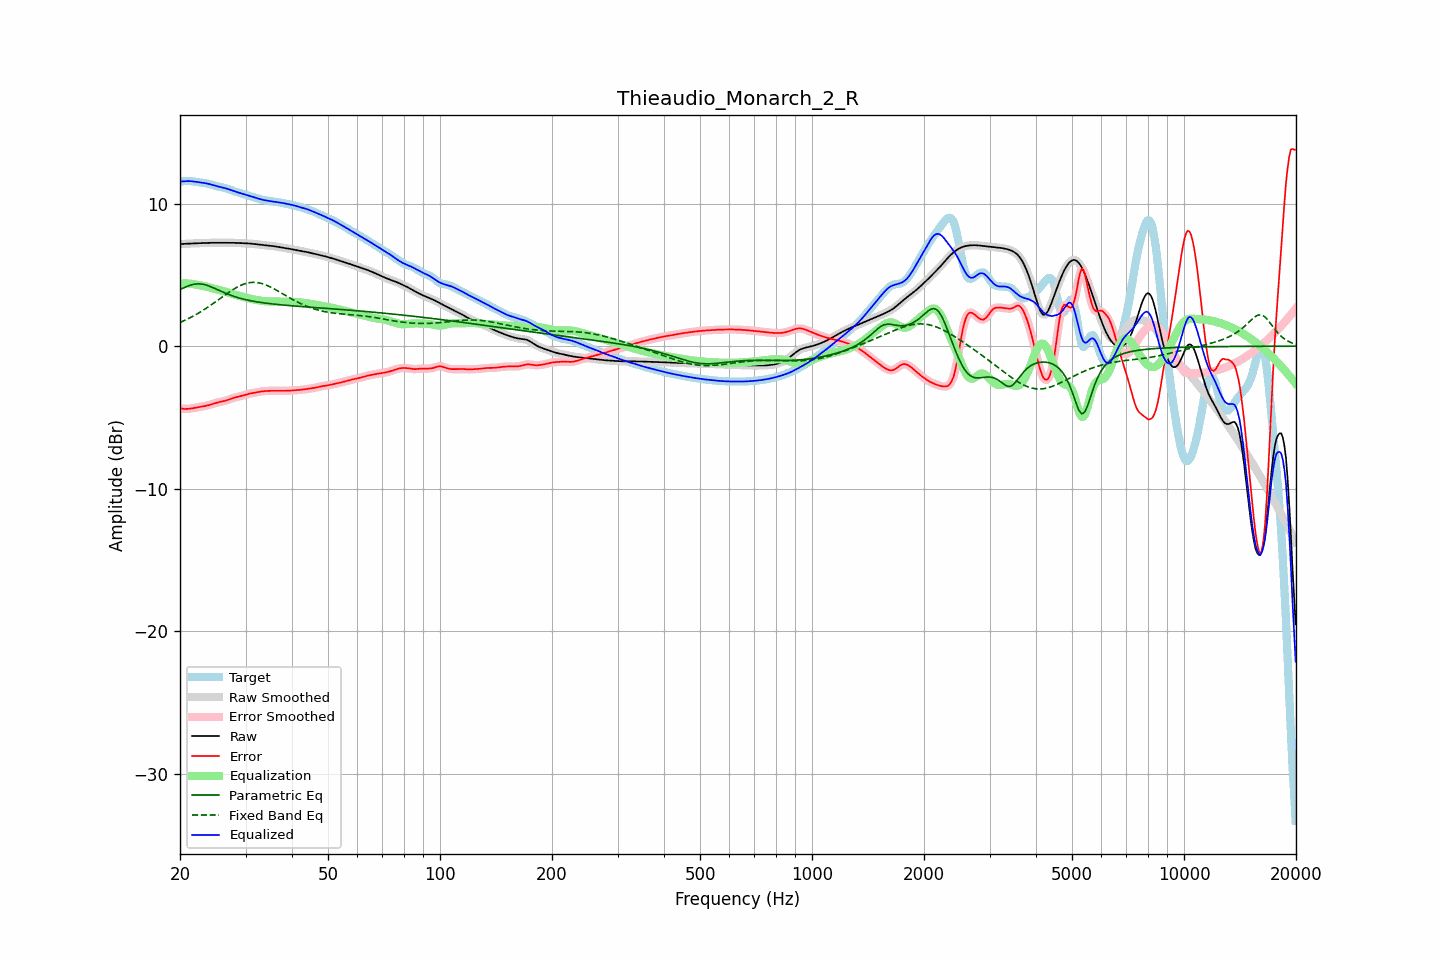 Thieaudio_Monarch_2_R
Amplitude (dBr)
10
0
−10
−20
−30
Target
Raw Smoothed
Error Smoothed
Raw
Error
Equalization
Parametric Eq
Fixed Band Eq
Equalized
20 50 100 200 500 1000 2000 5000 10000 20000
Frequency (Hz)